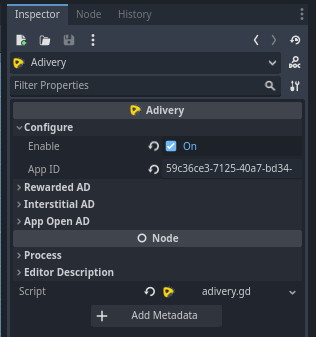 Inspector Node History
Adivery
DOC
Filter Properties
Adivery
Configure
Enable On
App ID 59c36ce3-7125-40a7-bd34-
Rewarded AD
Interstitial AD
App Open AD
Node
Process
Editor Description
Script adivery.gd
Add Metadata